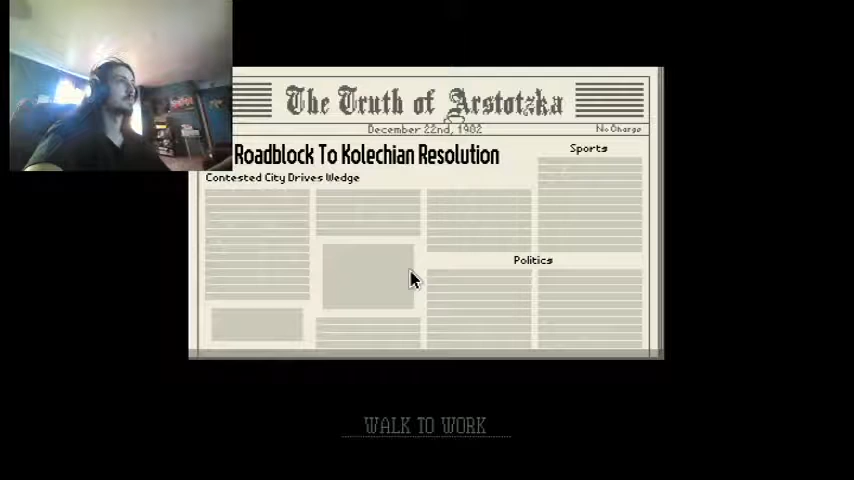 The Truth of Arstotzka
December 22nd, 1982
No Charge
Roadblock To Kolechian Resolution
Sports
Contested City Drives Wedge
Politics
WALK TO WORK